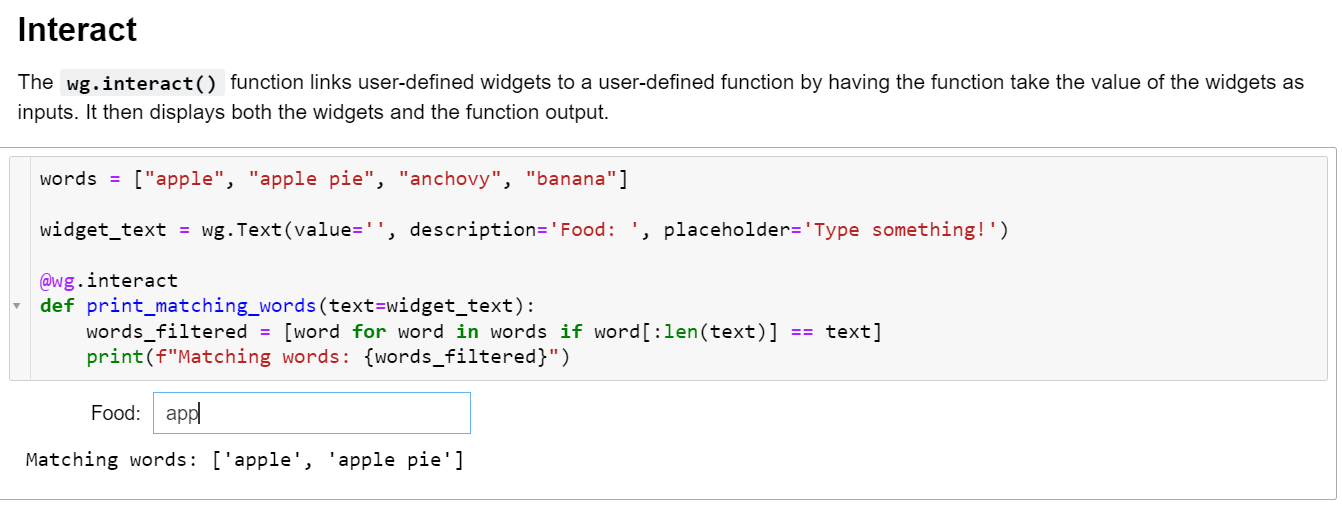 Interact
The wg.interact() function links user-defined widgets to a user-defined function by having the function take the value of the widgets as
inputs. It then displays both the widgets and the function output.
words = ["apple", "apple pie", "anchovy", "banana"]
widget_text = wg.Text(value='', description='Food: ', placeholder='Type something!')
@wg.interact
def print_matching_words(text=widget_text):
    words_filtered = [word for word in words if word[:len(text)] == text]
    print(f"Matching words: {words_filtered}")
Food: app
Matching words: ['apple', 'apple pie']